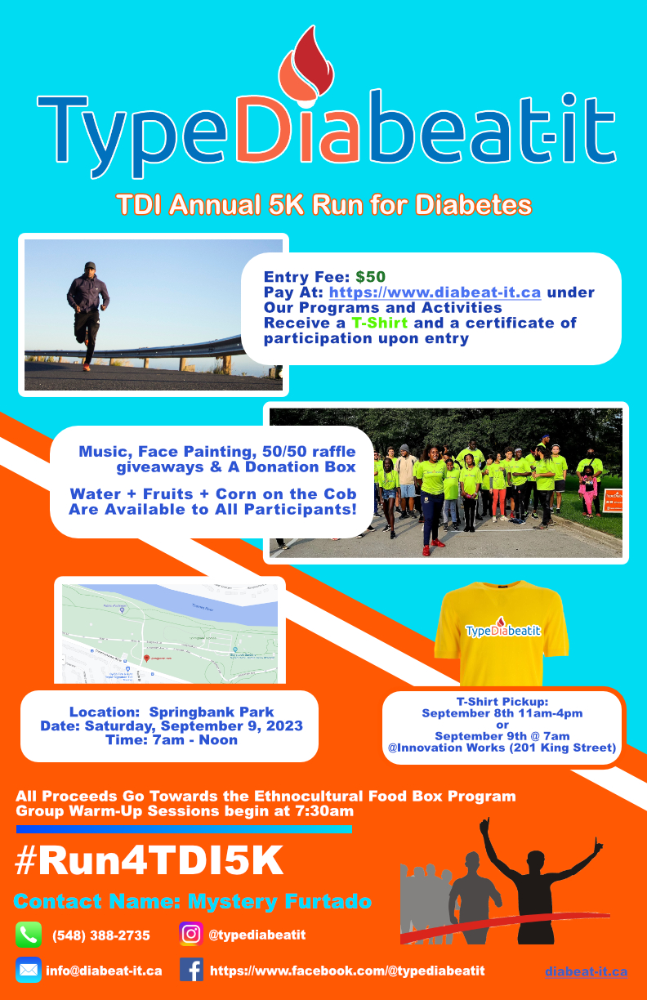 TypeDiabeat-it
TDI Annual 5K Run for Diabetes
Entry Fee: $50
Pay At: https://www.diabeat-it.ca under
Our Programs and Activities
Receive a T-Shirt and a certificate of
participation upon entry
Music, Face Painting, 50/50 raffle
giveaways & A Donation Box
Water + Fruits + Corn on the Cob
Are Available to All Participants!
Thames River
Springbank Park
TypeDiabeat-it
Location:  Springbank Park
Date: Saturday, September 9, 2023
Time: 7am - Noon
T-Shirt Pickup:
September 8th 11am-4pm
or
September 9th @ 7am
@Innovation Works (201 King Street)
All Proceeds Go Towards the Ethnocultural Food Box Program
Group Warm-Up Sessions begin at 7:30am
#Run4TDI5K
Contact Name: Mystery Furtado
(548) 388-2735
@typediabeatit
info@diabeat-it.ca
https://www.facebook.com/@typediabeatit
diabeat-it.ca